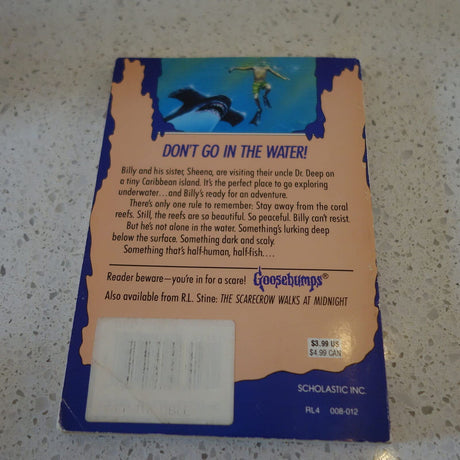 DON'T GO IN THE WATER!
Billy and his sister, Sheena, are visiting their uncle Dr. Deep on
a tiny Caribbean island. It's the perfect place to go exploring
underwater...and Billy's ready for an adventure.
There's only one rule to remember: Stay away from the coral
reefs. Still, the reefs are so beautiful. So peaceful. Billy can't resist.
But he's not alone in the water. Something's lurking deep
below the surface. Something dark and scaly.
Something that's half-human, half-fish....
Reader beware—you're in for a scare! Goosebumps®
Also available from R.L. Stine: THE SCARECROW WALKS AT MIDNIGHT
$3.99 US
$4.99 CAN
SCHOLASTIC INC.
RL4 008-012